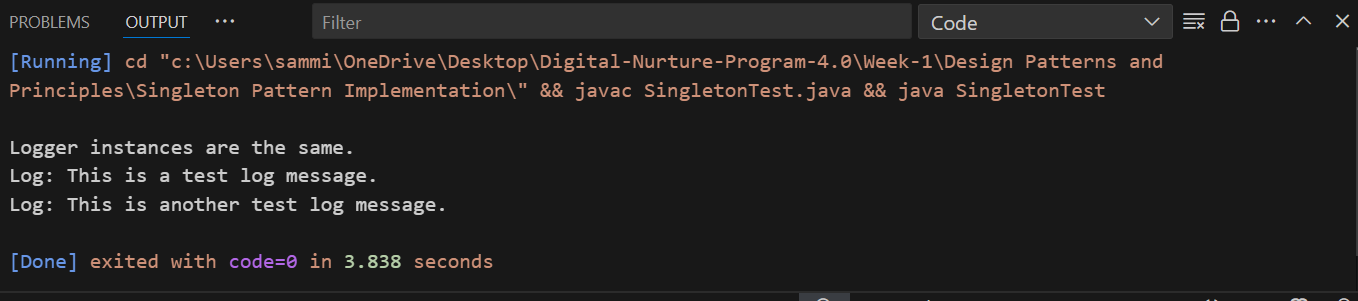 PROBLEMS OUTPUT ··· Filter Code
[Running] cd "c:\Users\sammi\OneDrive\Desktop\Digital-Nurture-Program-4.0\Week-1\Design Patterns and
Principles\Singleton Pattern Implementation\" && javac SingletonTest.java && java SingletonTest
Logger instances are the same.
Log: This is a test log message.
Log: This is another test log message.
[Done] exited with code=0 in 3.838 seconds